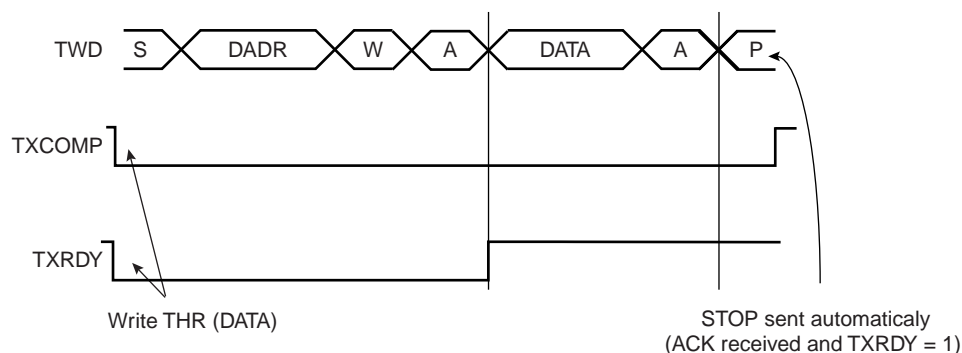 TWD S DADR W A DATA A P
TXCOMP
TXRDY
Write THR (DATA)
STOP sent automaticaly
(ACK received and TXRDY = 1)